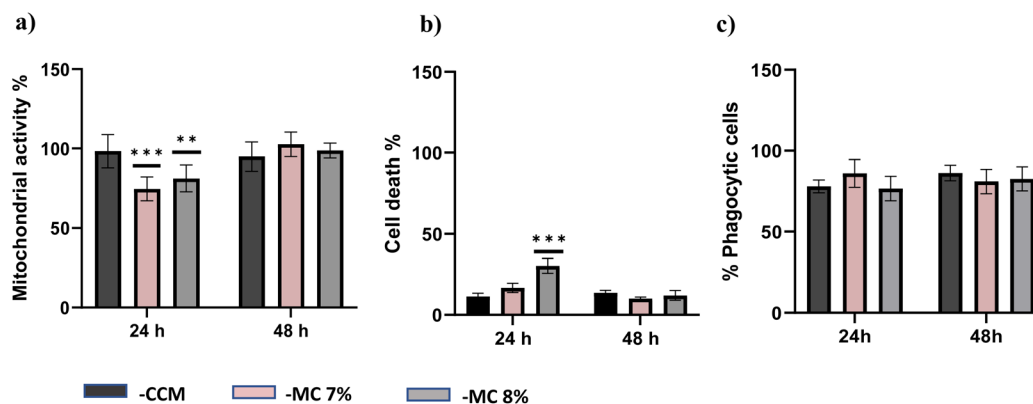 a)
Mitochondrial activity %
150
100
50
0
***
**
24 h
48 h
b)
Cell death %
150
100
50
0
***
24 h
48 h
c)
% Phagocytic cells
150
100
50
0
24h
48 h
-CCM
-MC 7%
-MC 8%